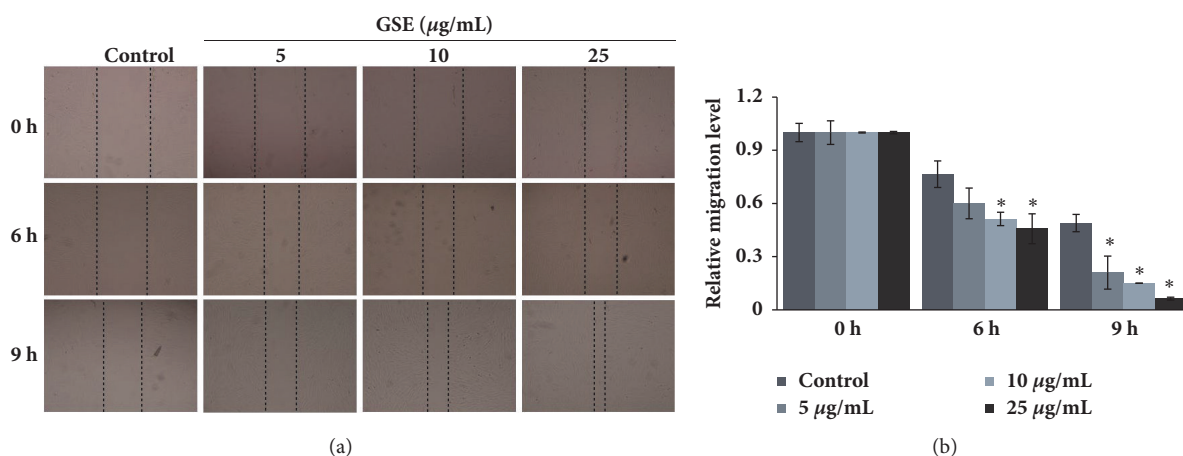 GSE (μg/mL)
Control 5 10 25
0 h
6 h
9 h
(a)
Relative migration level
1.2
0.9
0.6
0.3
0
* *
* * *
0 h 6 h 9 h
Control 10 μg/mL
5 μg/mL 25 μg/mL
(b)